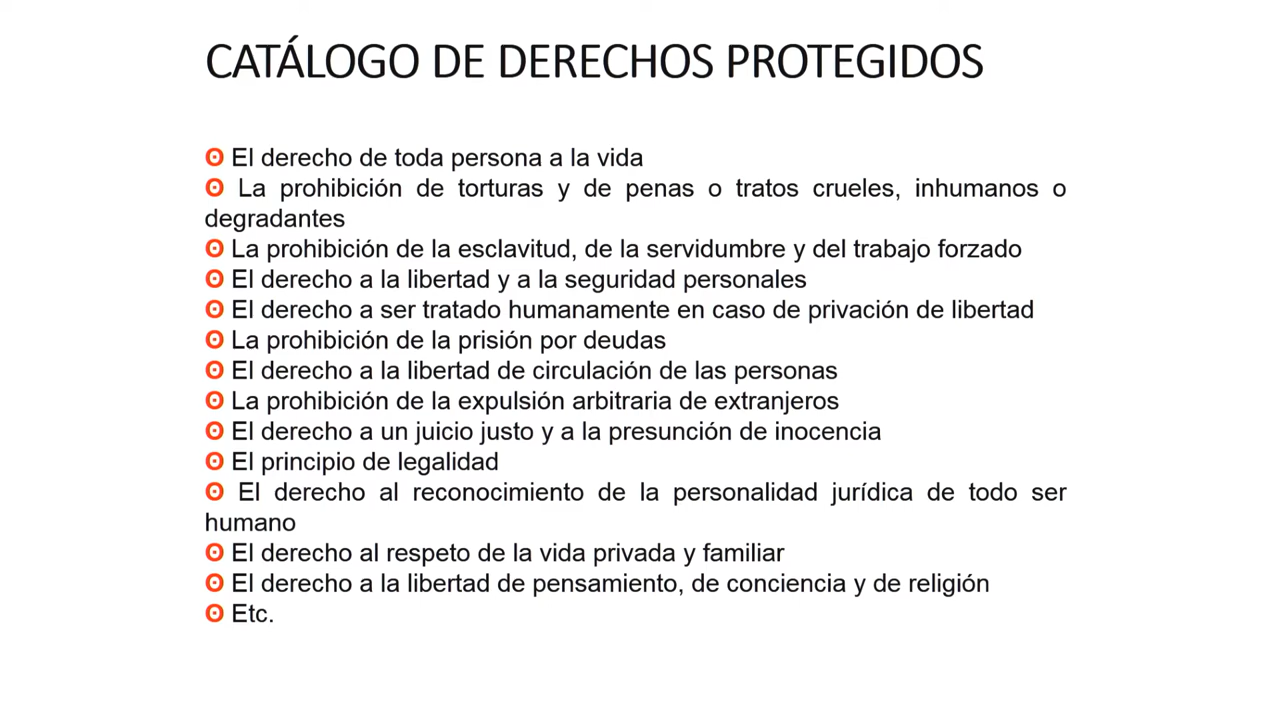 CATÁLOGO DE DERECHOS PROTEGIDOS
ʘ El derecho de toda persona a la vida
ʘ La prohibición de torturas y de penas o tratos crueles, inhumanos o
degradantes
ʘ La prohibición de la esclavitud, de la servidumbre y del trabajo forzado
ʘ El derecho a la libertad y a la seguridad personales
ʘ El derecho a ser tratado humanamente en caso de privación de libertad
ʘ La prohibición de la prisión por deudas
ʘ El derecho a la libertad de circulación de las personas
ʘ La prohibición de la expulsión arbitraria de extranjeros
ʘ El derecho a un juicio justo y a la presunción de inocencia
ʘ El principio de legalidad
ʘ El derecho al reconocimiento de la personalidad jurídica de todo ser
humano
ʘ El derecho al respeto de la vida privada y familiar
ʘ El derecho a la libertad de pensamiento, de conciencia y de religión
ʘ Etc.